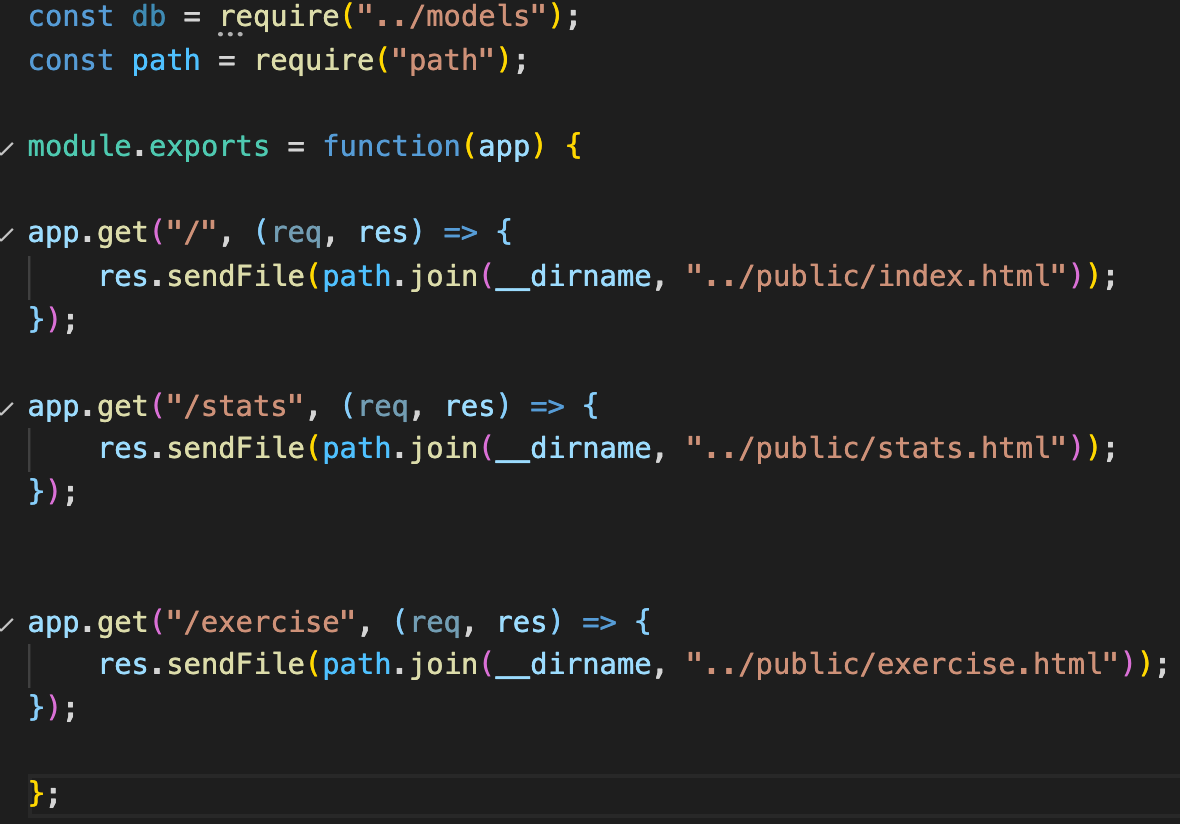 const db = require("../models");
const path = require("path");
module.exports = function(app) {
app.get("/", (req, res) => {
    res.sendFile(path.join(__dirname, "../public/index.html"));
});
app.get("/stats", (req, res) => {
    res.sendFile(path.join(__dirname, "../public/stats.html"));
});
app.get("/exercise", (req, res) => {
    res.sendFile(path.join(__dirname, "../public/exercise.html"));
});
};